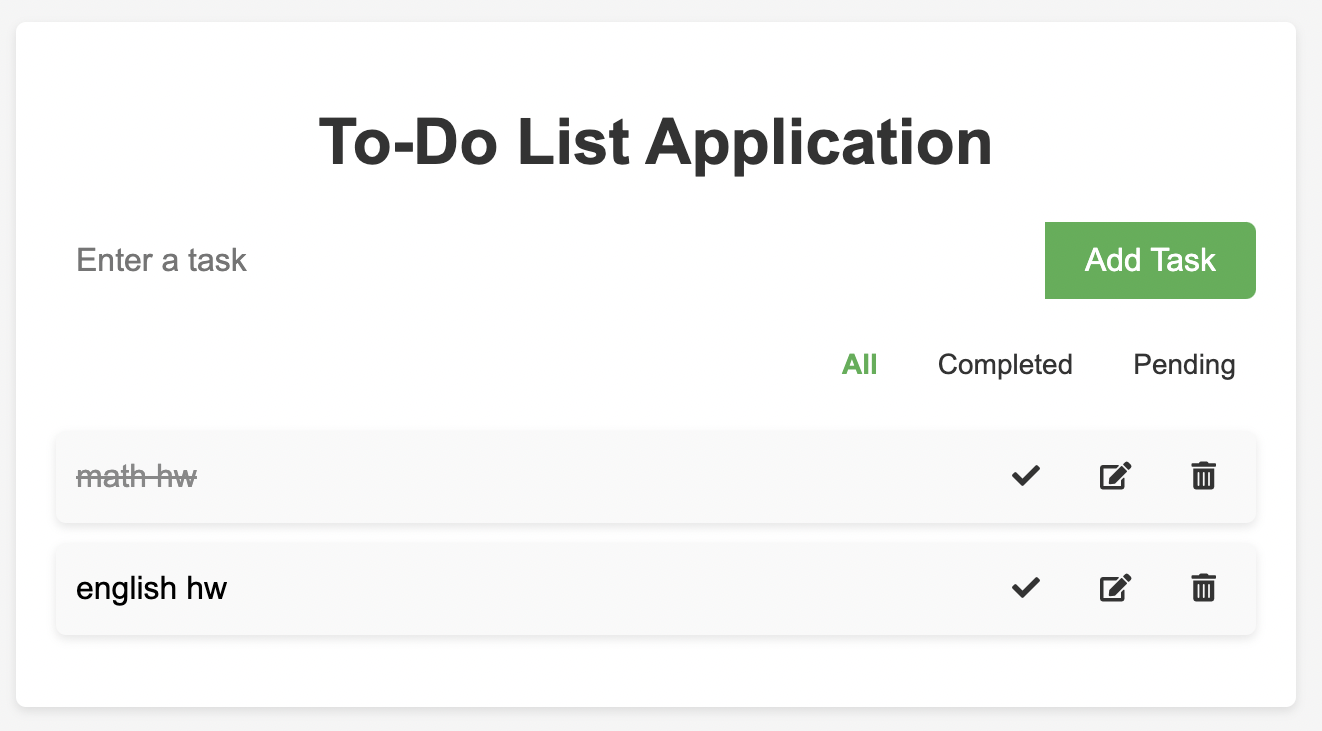 To-Do List Application
Enter a task
Add Task
All Completed Pending
math hw
english hw